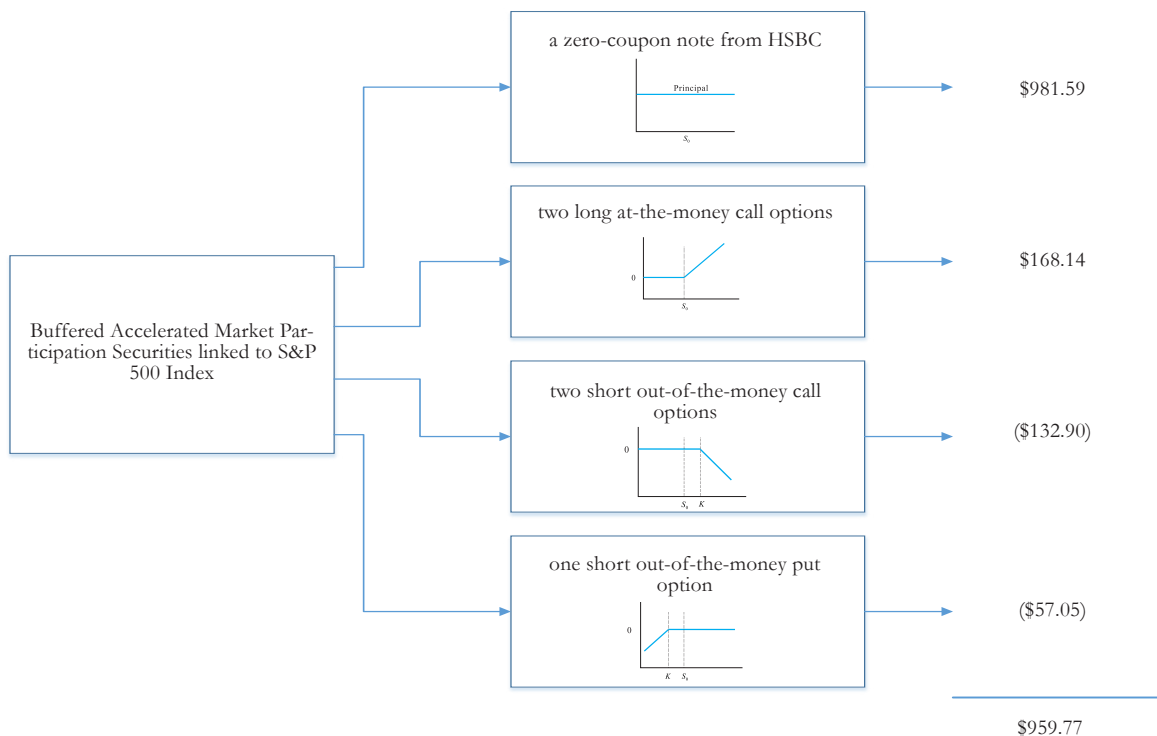 a zero-coupon note from HSBC
Principal
S₀
$981.59
two long at-the-money call options
0
S₀
$168.14
Buffered Accelerated Market Par-
ticipation Securities linked to S&P
500 Index
two short out-of-the-money call
options
0
S₀ K
($132.90)
one short out-of-the-money put
option
0
K S₀
($57.05)
$959.77